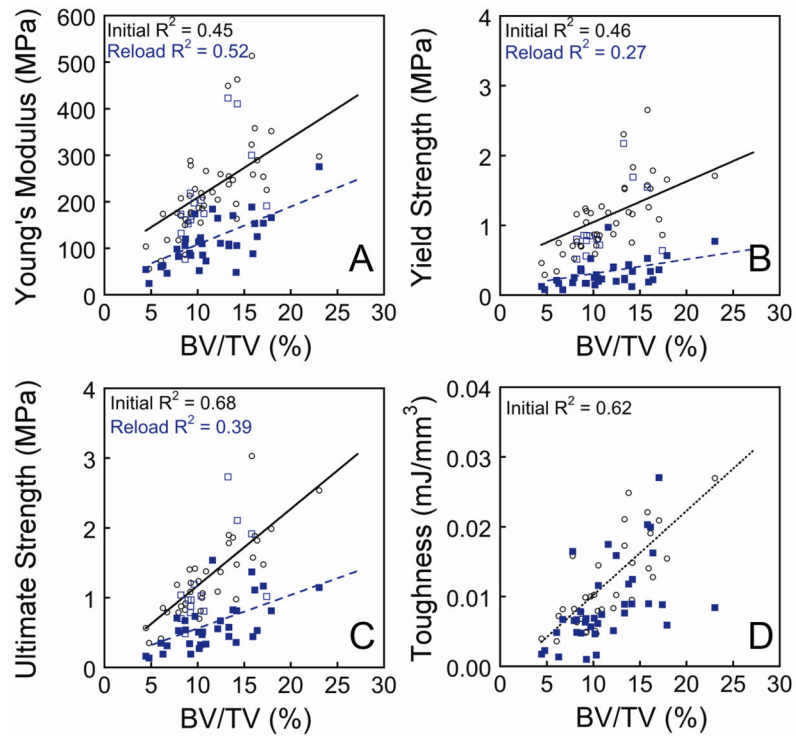 Young's Modulus (MPa)
600
500
400
300
200
100
0
Initial R² = 0.45
Reload R² = 0.52
A
0 5 10 15 20 25 30
BV/TV (%)
Yield Strength (MPa)
4
3
2
1
0
Initial R² = 0.46
Reload R² = 0.27
B
0 5 10 15 20 25 30
BV/TV (%)
Ultimate Strength (MPa)
4
3
2
1
0
Initial R² = 0.68
Reload R² = 0.39
C
0 5 10 15 20 25 30
BV/TV (%)
Toughness (mJ/mm³)
0.04
0.03
0.02
0.01
0.00
Initial R² = 0.62
D
0 5 10 15 20 25 30
BV/TV (%)